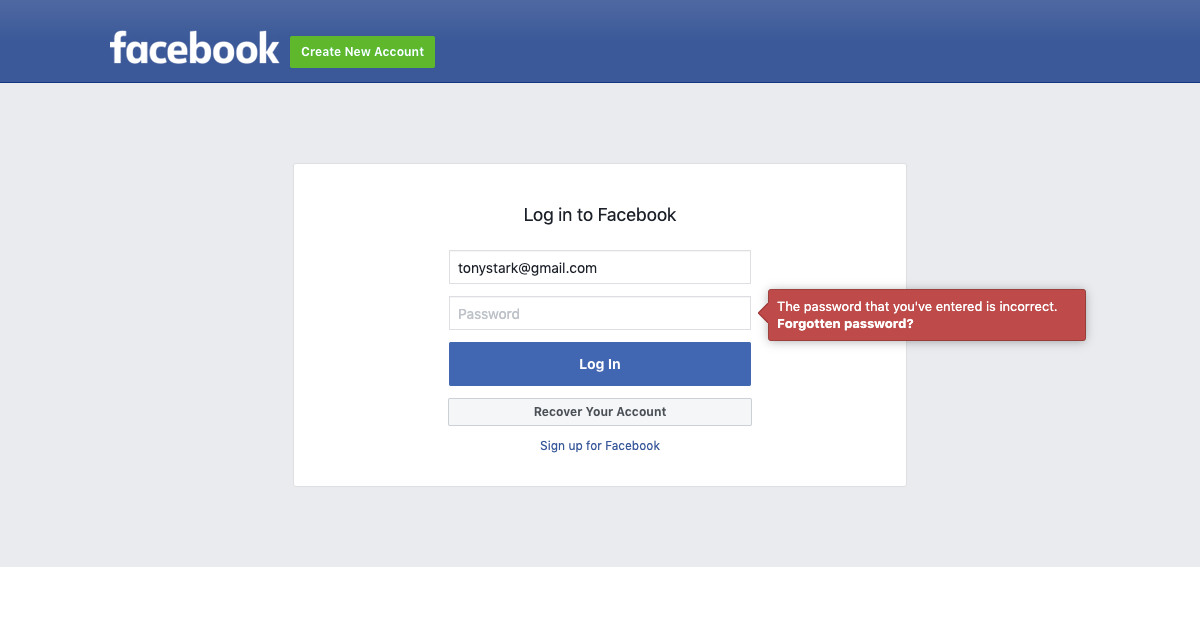 facebook
Create New Account
Log in to Facebook
tonystark@gmail.com
Password
The password that you've entered is incorrect.
Forgotten password?
Log In
Recover Your Account
Sign up for Facebook